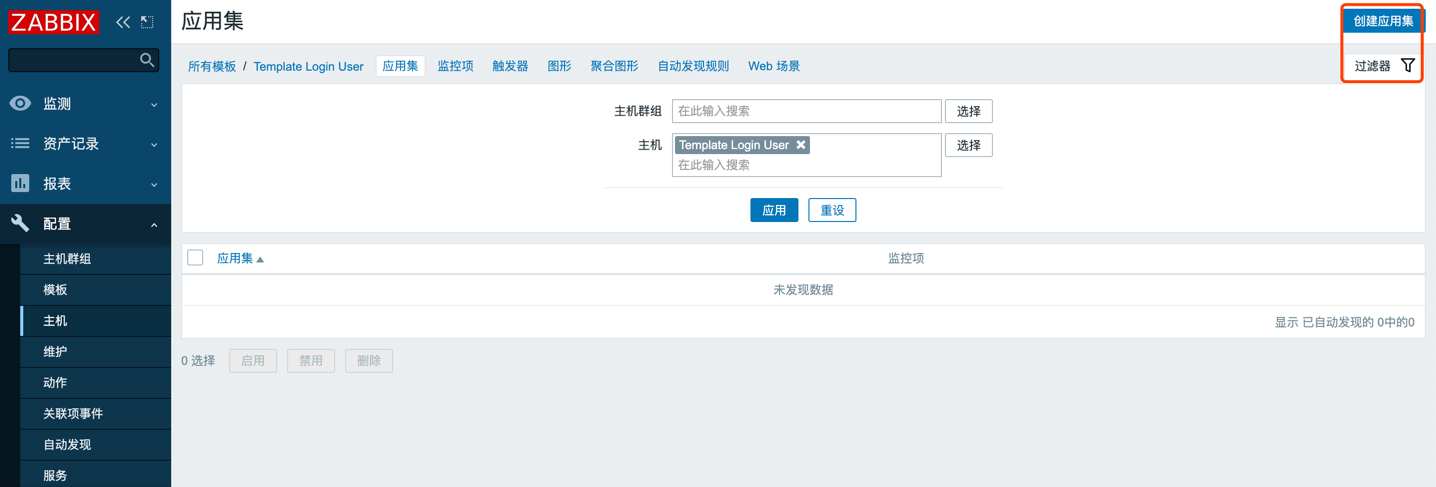 ZABBIX
监测
资产记录
报表
配置
主机群组
模板
主机
维护
动作
关联项事件
自动发现
服务
应用集
创建应用集
所有模板 / Template Login User 应用集 监控项 触发器 图形 聚合图形 自动发现规则 Web 场景
过滤器
主机群组 在此输入搜索 选择
主机 Template Login User 选择
在此输入搜索
应用 重设
应用集 监控项
未发现数据
显示 已自动发现的 0中的0
0 选择 启用 禁用 删除